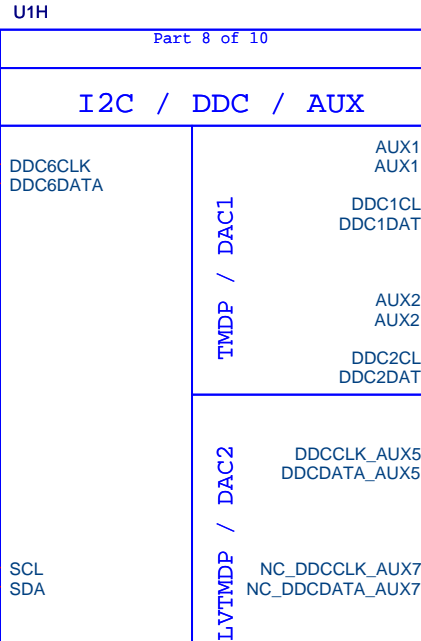 U1H
Part 8 of 10
I2C / DDC / AUX
DDC6CLK
DDC6DATA
SCL
SDA
TMDP / DAC1
AUX1
AUX1
DDC1CL
DDC1DAT
AUX2
AUX2
DDC2CL
DDC2DAT
LVTMDP / DAC2
DDCCLK_AUX5
DDCDATA_AUX5
NC_DDCCLK_AUX7
NC_DDCDATA_AUX7